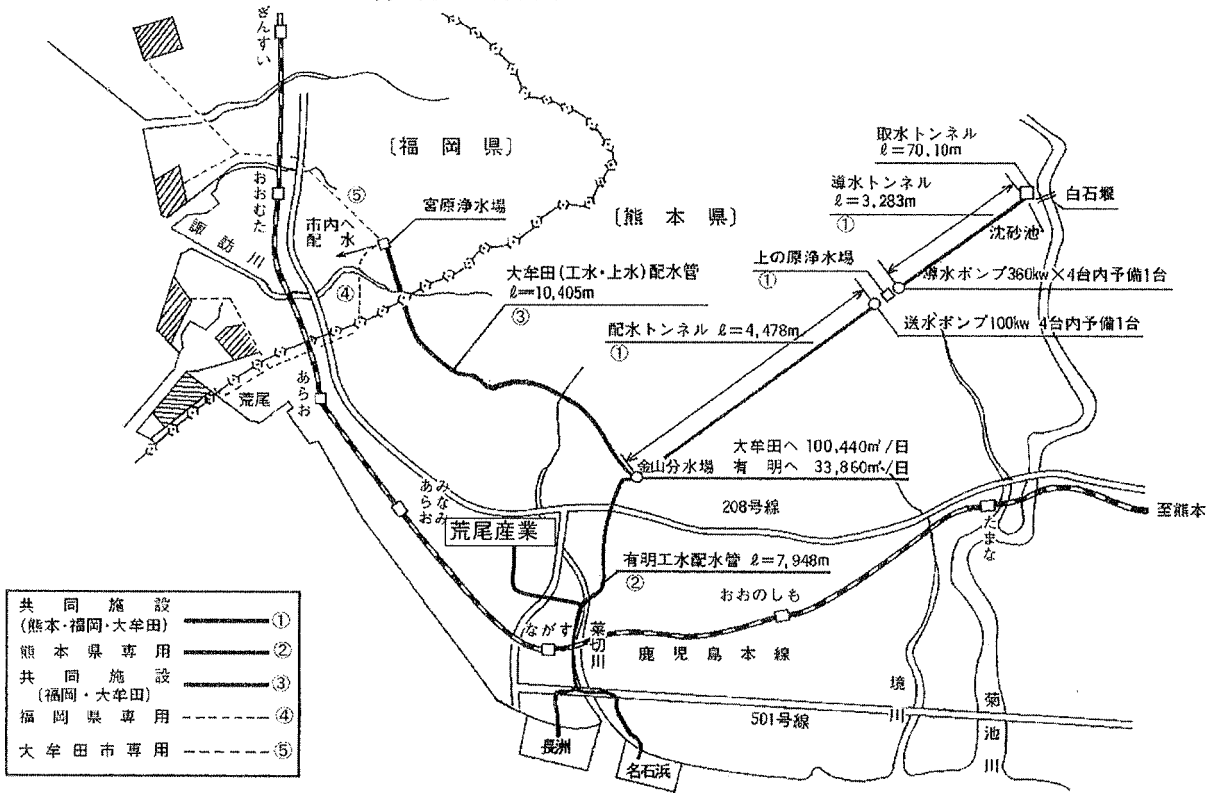 ぎんすい
〔福岡県〕
取水トンネル
ℓ=70,10m
導水トンネル
ℓ=3,283m
①
白石堰
沈砂池
おおむた
⑤
宮原浄水場
市内へ
配水
〔熊本県〕
諏訪川
上の原浄水場
①
導水ポンプ360kw×4台内予備1台
大牟田(工水・上水)配水管
ℓ=10,405m
③
④
配水トンネル ℓ=4,478m
①
送水ポンプ100kw 4台内予備1台
荒尾
あらお
大牟田へ 100,440㎥/日
金山分水場 有明へ 33,860㎥/日
みなみ
あらお
208号線
たまな
至熊本
荒尾産業
有明工水配水管 ℓ=7,948m
②
おおのしも
ながす
菜切川
鹿児島本線
境川
菊池川
501号線
長洲
名石浜
共同施設
(熊本・福岡・大牟田)
①
熊本県専用
②
共同施設
(福岡・大牟田)
③
福岡県専用
④
大牟田市専用
⑤